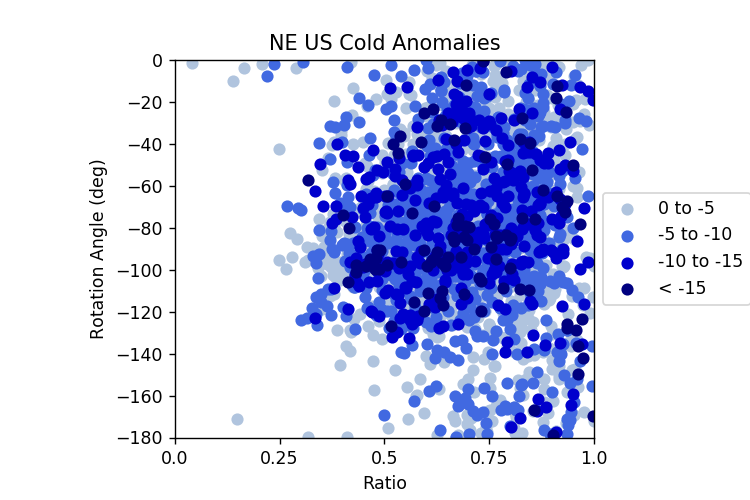 NE US Cold Anomalies
Rotation Angle (deg)
0
−20
−40
−60
−80
−100
−120
−140
−160
−180
0.0 0.25 0.5 0.75 1.0
Ratio
0 to -5
-5 to -10
-10 to -15
< -15